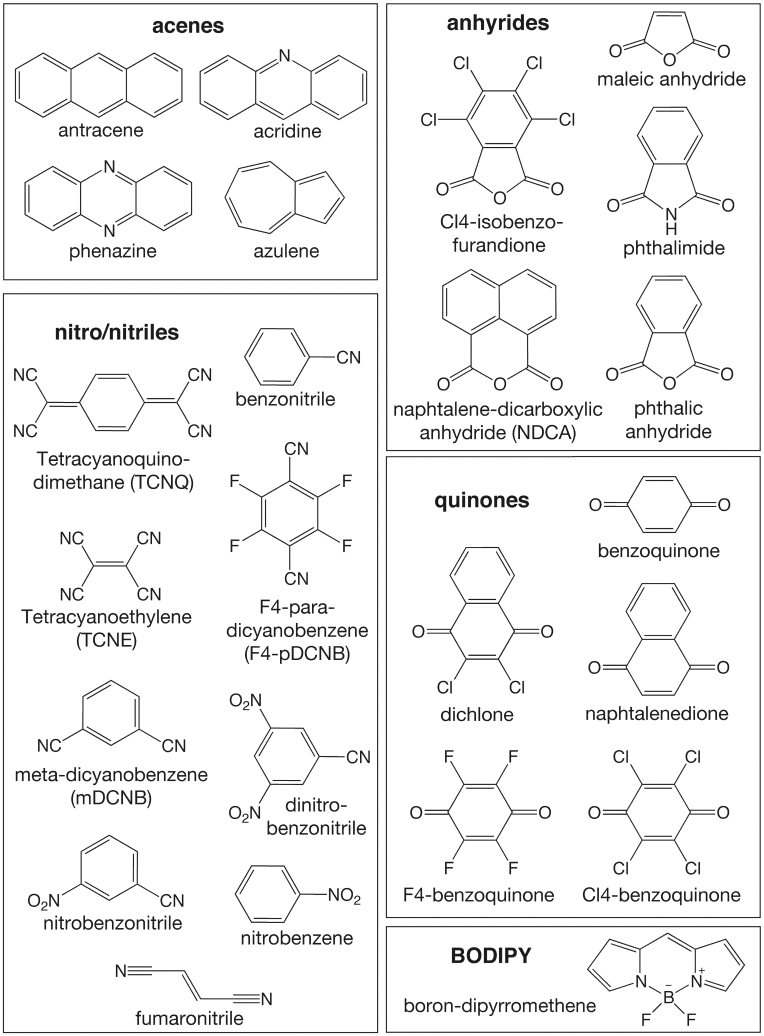 acenes
N
antracene
acridine
N
N
phenazine
azulene
nitro/nitriles
NC
CN
NC
CN
Tetracyanoquino-
dimethane (TCNQ)
CN
benzonitrile
NC
CN
NC
CN
Tetracyanoethylene
(TCNE)
CN
F
F
F
F
CN
F4-para-
dicyanobenzene
(F4-pDCNB)
NC
CN
meta-dicyanobenzene
(mDCNB)
O2N
CN
O2N
dinitro-
benzonitrile
O2N
CN
nitrobenzonitrile
NO2
nitrobenzene
N
N
fumaronitrile
anhyrides
Cl
Cl
Cl
Cl
O
O
O
Cl4-isobenzo-
furandione
O
O
O
maleic anhydride
O
O
N
H
phthalimide
O
O
O
naphtalene-dicarboxylic
anhydride (NDCA)
O
O
O
phthalic
anhydride
quinones
O
O
benzoquinone
O
O
Cl
Cl
dichlone
O
O
naphtalenedione
F
F
O
O
F
F
F4-benzoquinone
Cl
Cl
O
O
Cl
Cl
Cl4-benzoquinone
BODIPY
boron-dipyrromethene
N
N+
B-
F
F